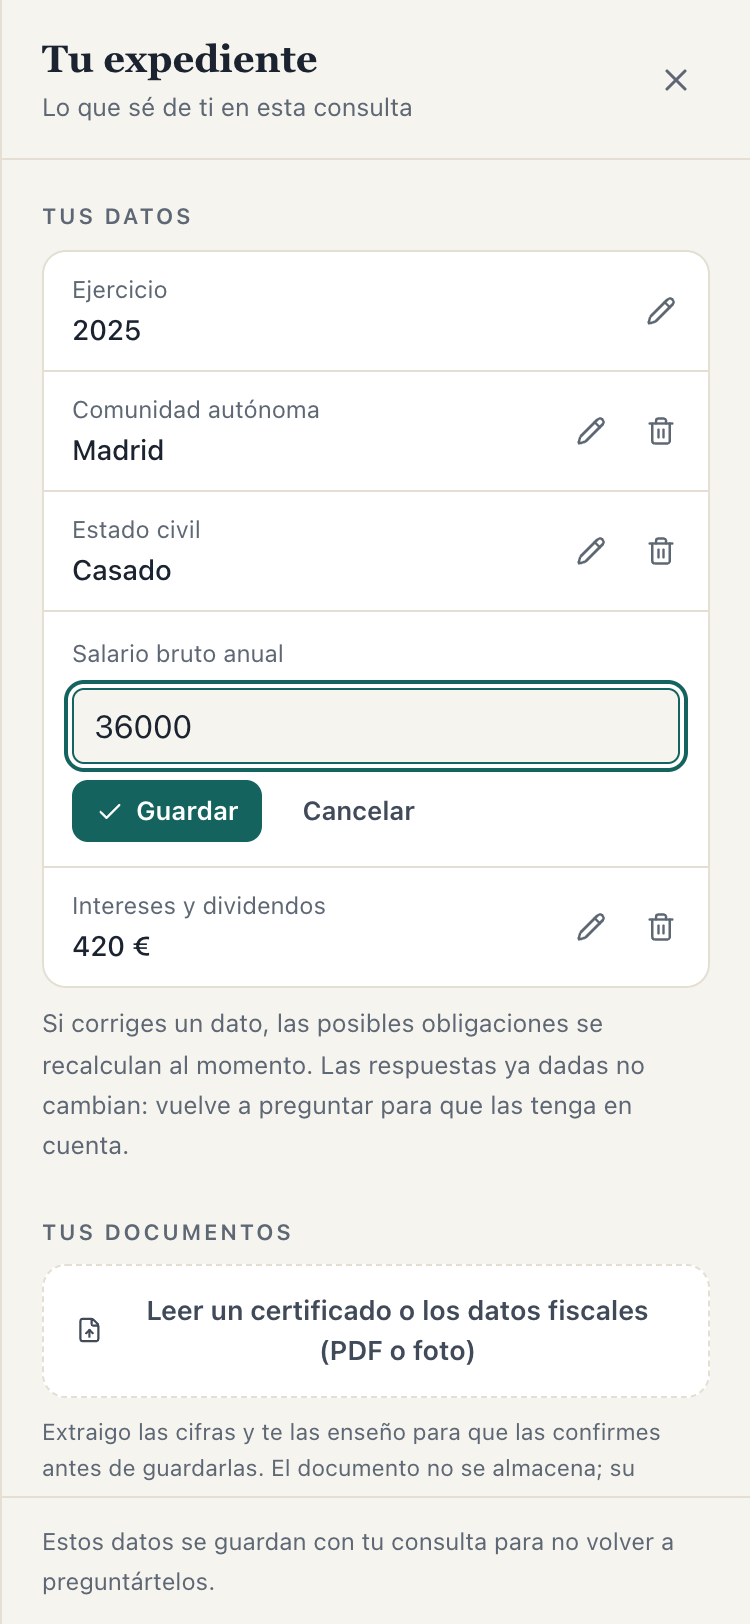 Tu expediente
Lo que sé de ti en esta consulta
TUS DATOS
Ejercicio
2025
Comunidad autónoma
Madrid
Estado civil
Casado
Salario bruto anual
36000
Guardar
Cancelar
Intereses y dividendos
420 €
Si corriges un dato, las posibles obligaciones se
recalculan al momento. Las respuestas ya dadas no
cambian: vuelve a preguntar para que las tenga en
cuenta.
TUS DOCUMENTOS
Leer un certificado o los datos fiscales
(PDF o foto)
Extraigo las cifras y te las enseño para que las confirmes
antes de guardarlas. El documento no se almacena; su
Estos datos se guardan con tu consulta para no volver a
preguntártelos.